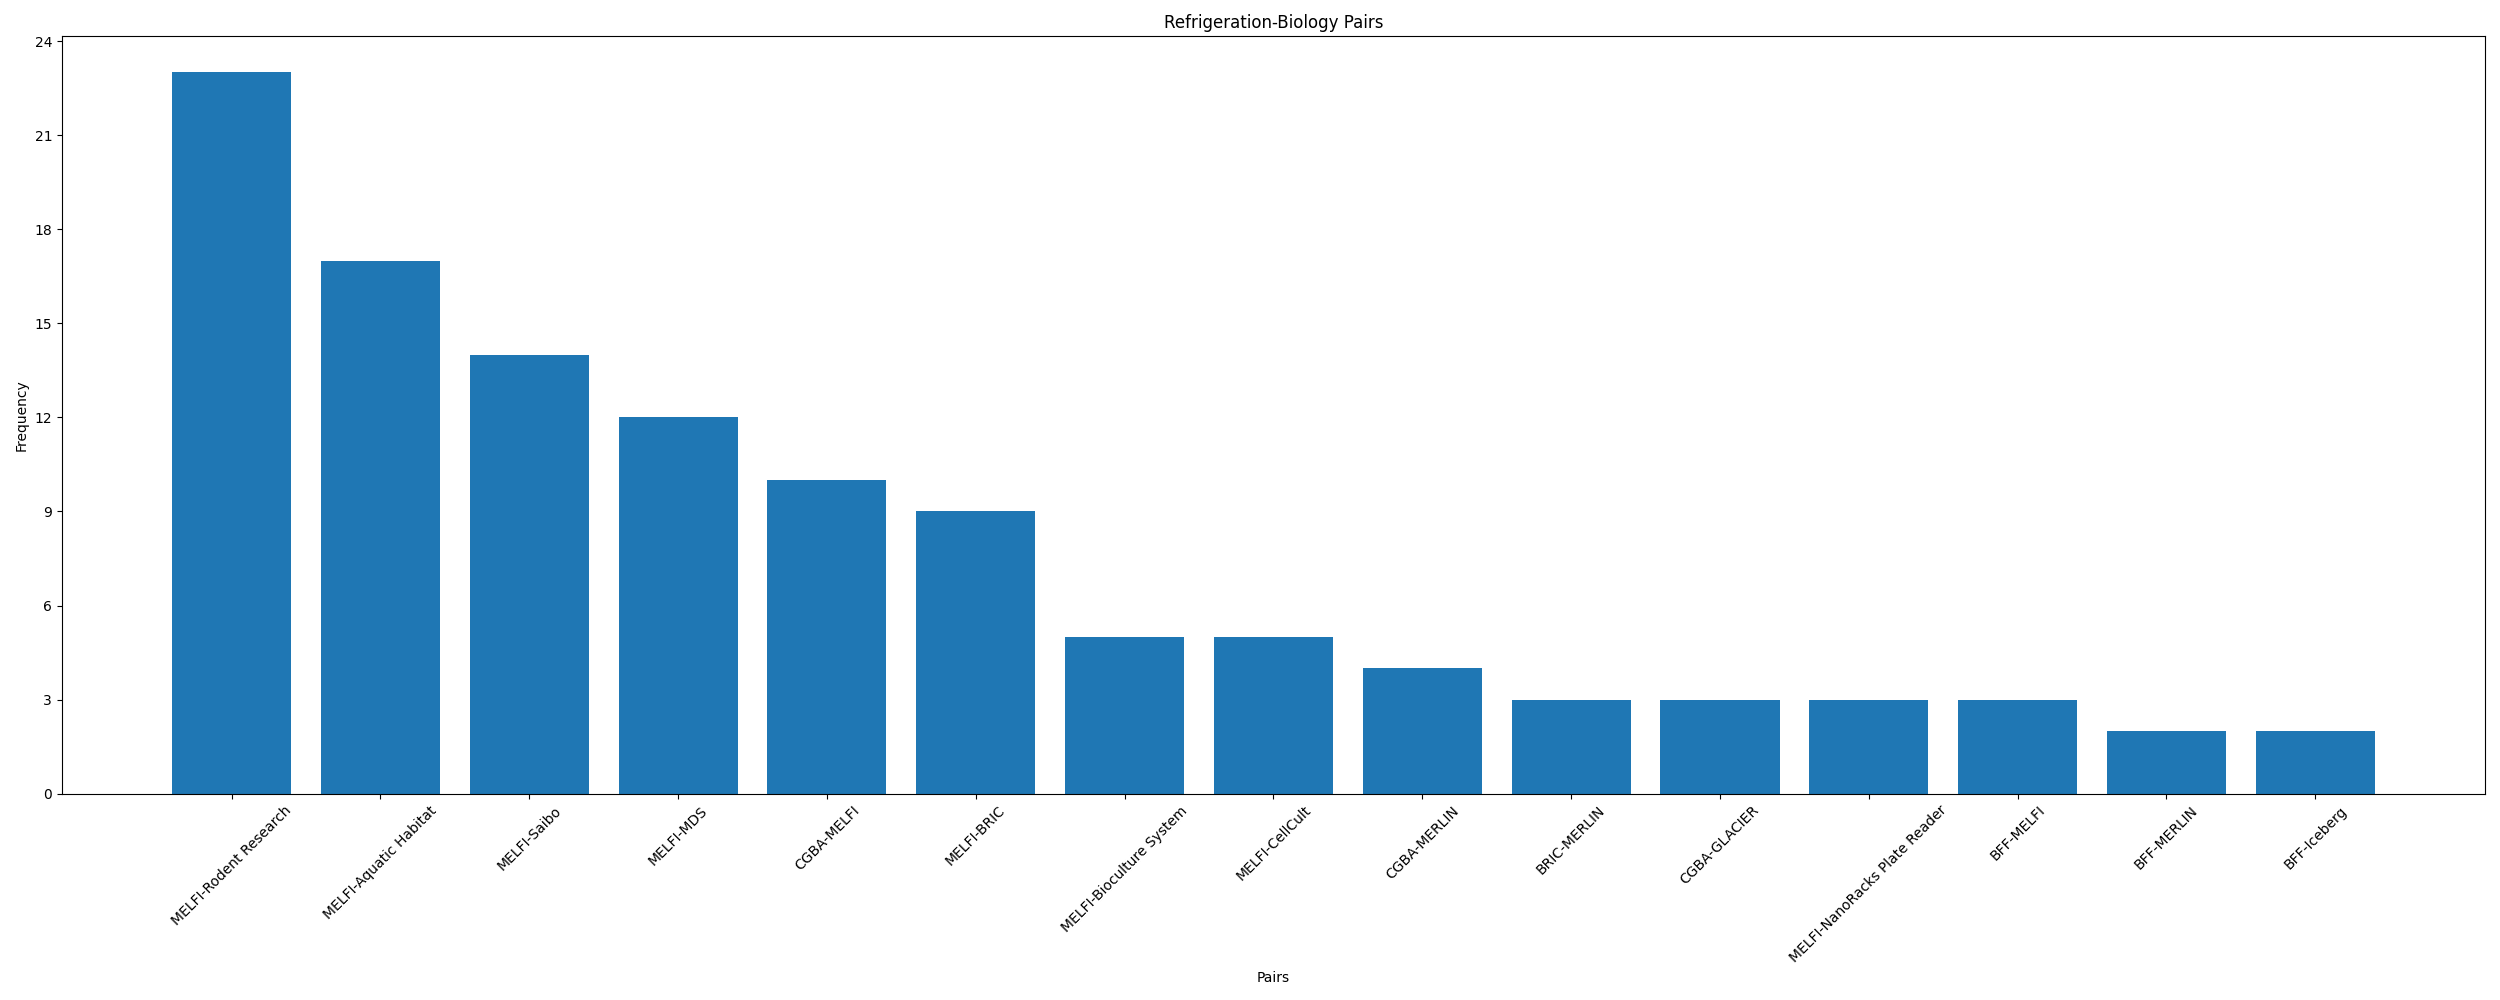 Refrigeration-Biology Pairs
24
21
18
15
12
9
6
3
0
Frequency
MELFI-Rodent Research
MELFI-Aquatic Habitat
MELFI-Saibo
MELFI-MDS
CGBA-MELFI
MELFI-BRIC
MELFI-Bioculture System
MELFI-CellCult
CGBA-MERLIN
BRIC-MERLIN
CGBA-GLACIER
MELFI-NanoRacks Plate Reader
BFF-MELFI
BFF-MERLIN
BFF-Iceberg
Pairs